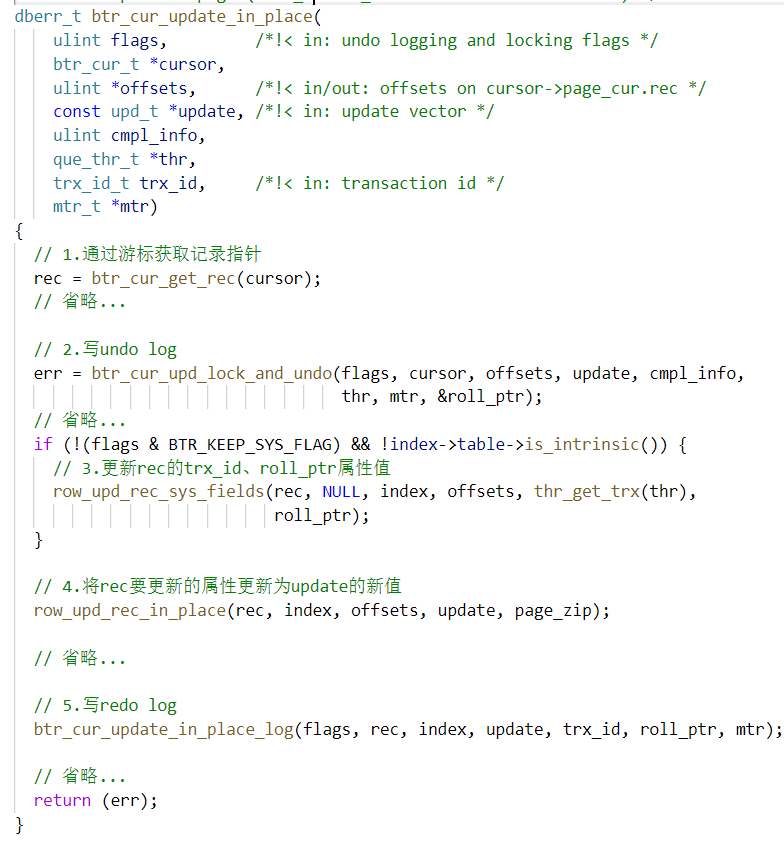 dberr_t btr_cur_update_in_place(
    ulint flags,         /*!< in: undo logging and locking flags */
    btr_cur_t *cursor,
    ulint *offsets,      /*!< in/out: offsets on cursor->page_cur.rec */
    const upd_t *update, /*!< in: update vector */
    ulint cmpl_info,
    que_thr_t *thr,
    trx_id_t trx_id,     /*!< in: transaction id */
    mtr_t *mtr)
{
  // 1.通过游标获取记录指针
  rec = btr_cur_get_rec(cursor);
  // 省略...

  // 2.写undo log
  err = btr_cur_upd_lock_and_undo(flags, cursor, offsets, update, cmpl_info,
                                  thr, mtr, &roll_ptr);
  // 省略...
  if (!(flags & BTR_KEEP_SYS_FLAG) && !index->table->is_intrinsic()) {
    // 3.更新rec的trx_id、roll_ptr属性值
    row_upd_rec_sys_fields(rec, NULL, index, offsets, thr_get_trx(thr),
                           roll_ptr);
  }

  // 4.将rec要更新的属性更新为update的新值
  row_upd_rec_in_place(rec, index, offsets, update, page_zip);

  // 省略...

  // 5.写redo log
  btr_cur_update_in_place_log(flags, rec, index, update, trx_id, roll_ptr, mtr);

  // 省略...
  return (err);
}